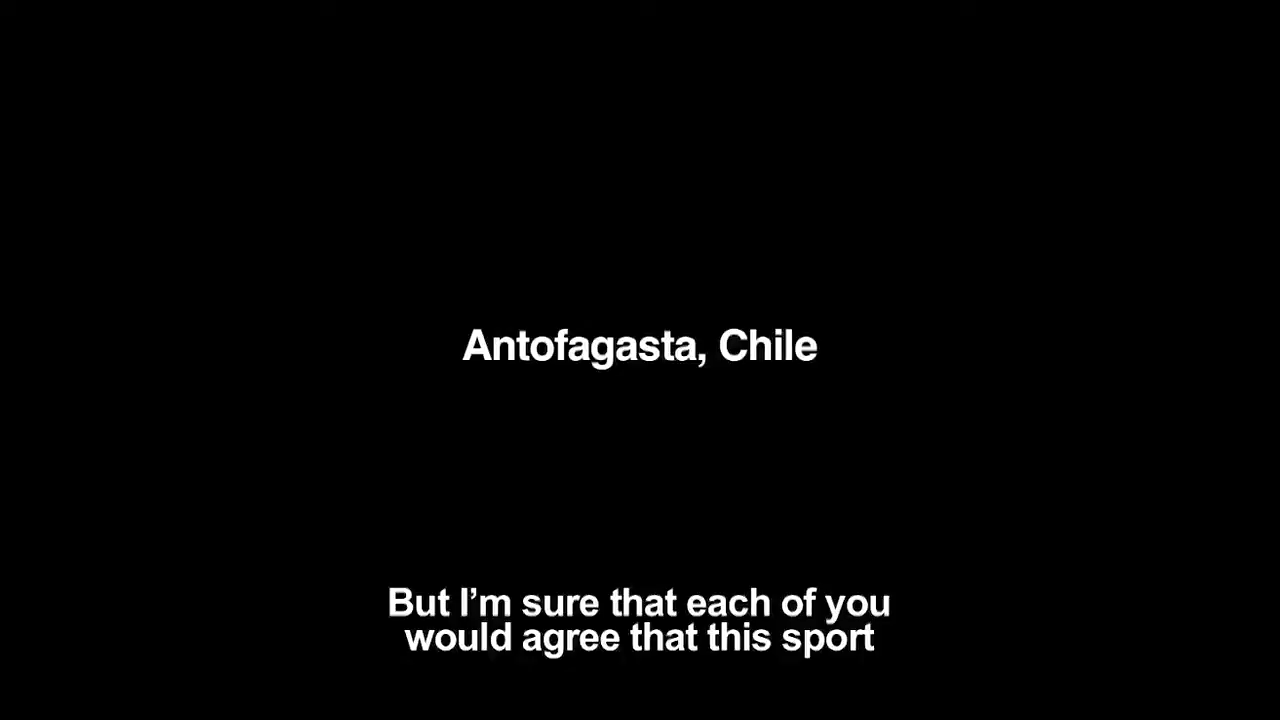 Antofagasta, Chile
But I’m sure that each of you
would agree that this sport